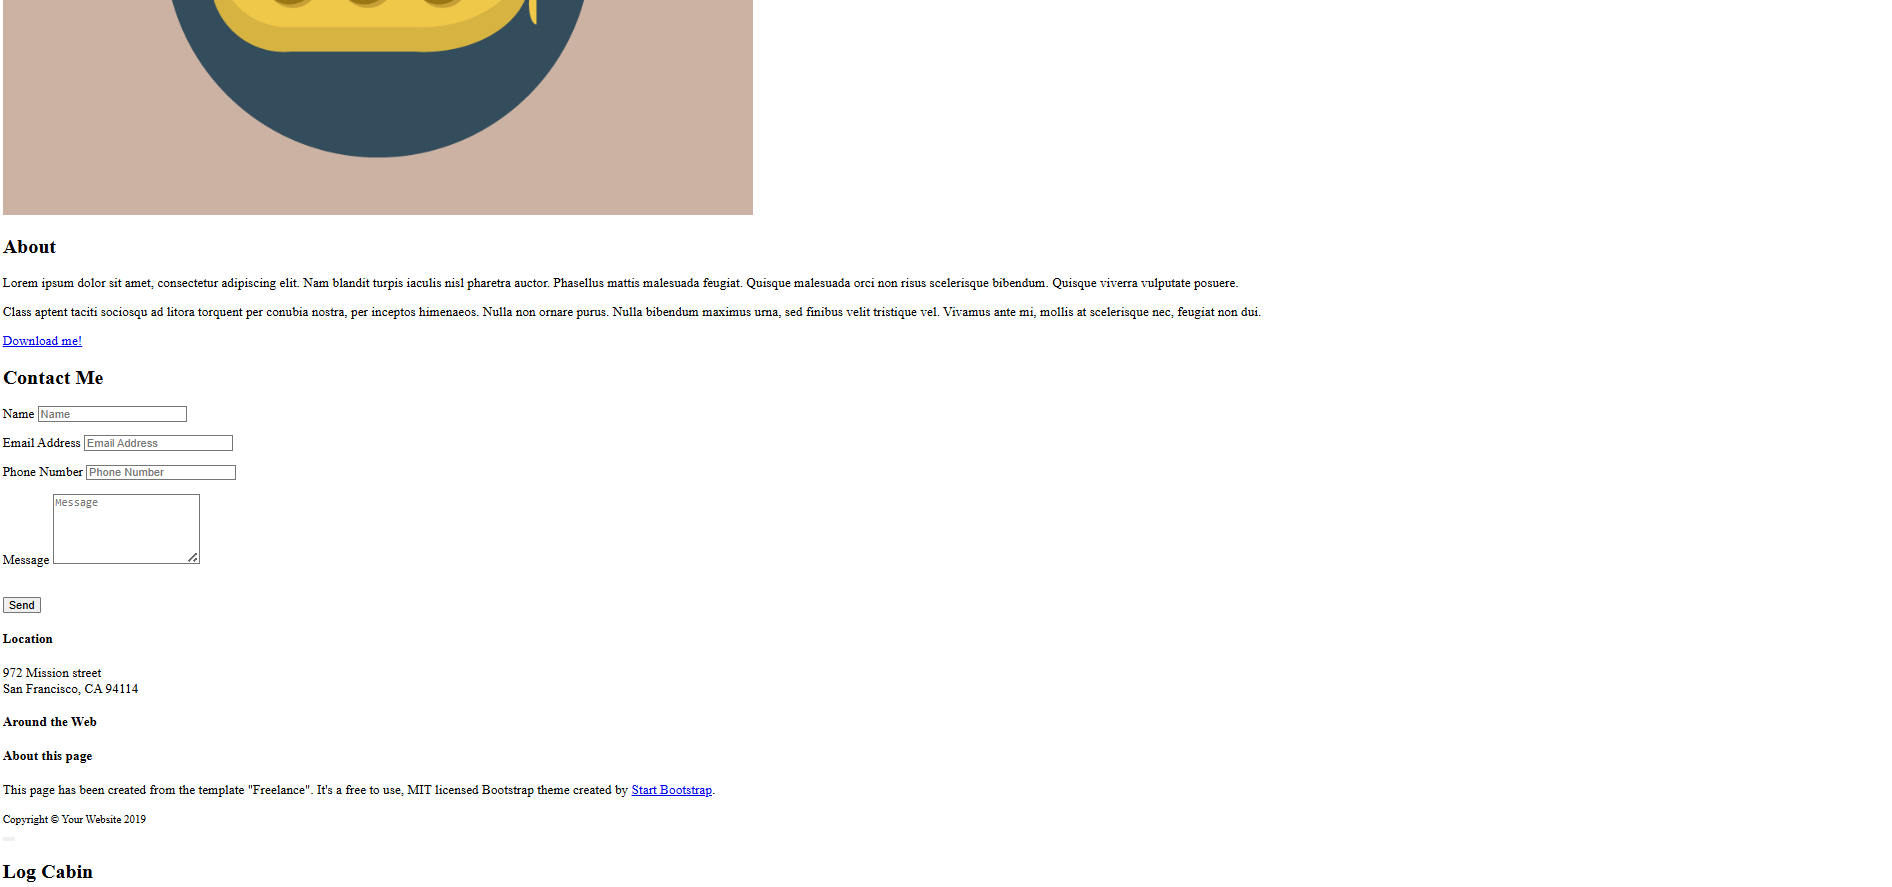 About
Lorem ipsum dolor sit amet, consectetur adipiscing elit. Nam blandit turpis iaculis nisl pharetra auctor. Phasellus mattis malesuada feugiat. Quisque malesuada orci non risus scelerisque bibendum. Quisque viverra vulputate posuere.
Class aptent taciti sociosqu ad litora torquent per conubia nostra, per inceptos himenaeos. Nulla non ornare purus. Nulla bibendum maximus urna, sed finibus velit tristique vel. Vivamus ante mi, mollis at scelerisque nec, feugiat non dui.
Download me!
Contact Me
Name Name
Email Address Email Address
Phone Number Phone Number
Message
Message
Send
Location
972 Mission street
San Francisco, CA 94114
Around the Web
About this page
This page has been created from the template "Freelance". It's a free to use, MIT licensed Bootstrap theme created by Start Bootstrap.
Copyright © Your Website 2019
Log Cabin